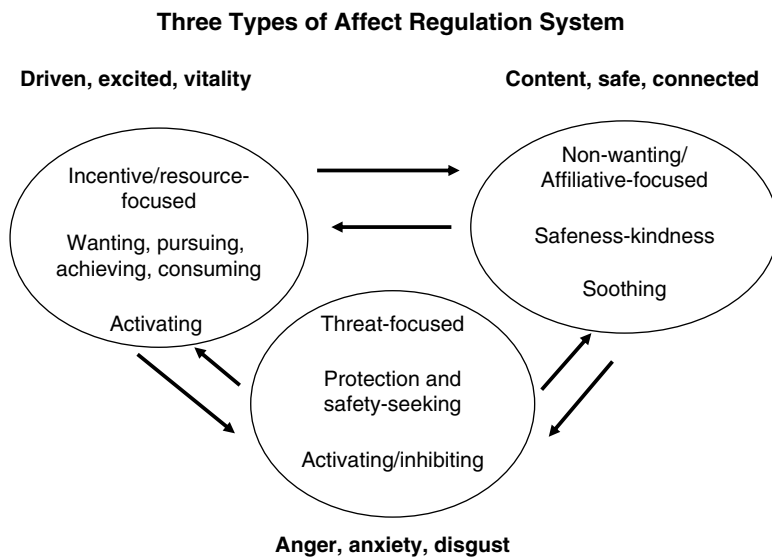 Three Types of Affect Regulation System
Driven, excited, vitality
Content, safe, connected
Incentive/resource-
focused
Wanting, pursuing,
achieving, consuming
Activating
Non-wanting/
Affiliative-focused
Safeness-kindness
Soothing
Threat-focused
Protection and
safety-seeking
Activating/inhibiting
Anger, anxiety, disgust